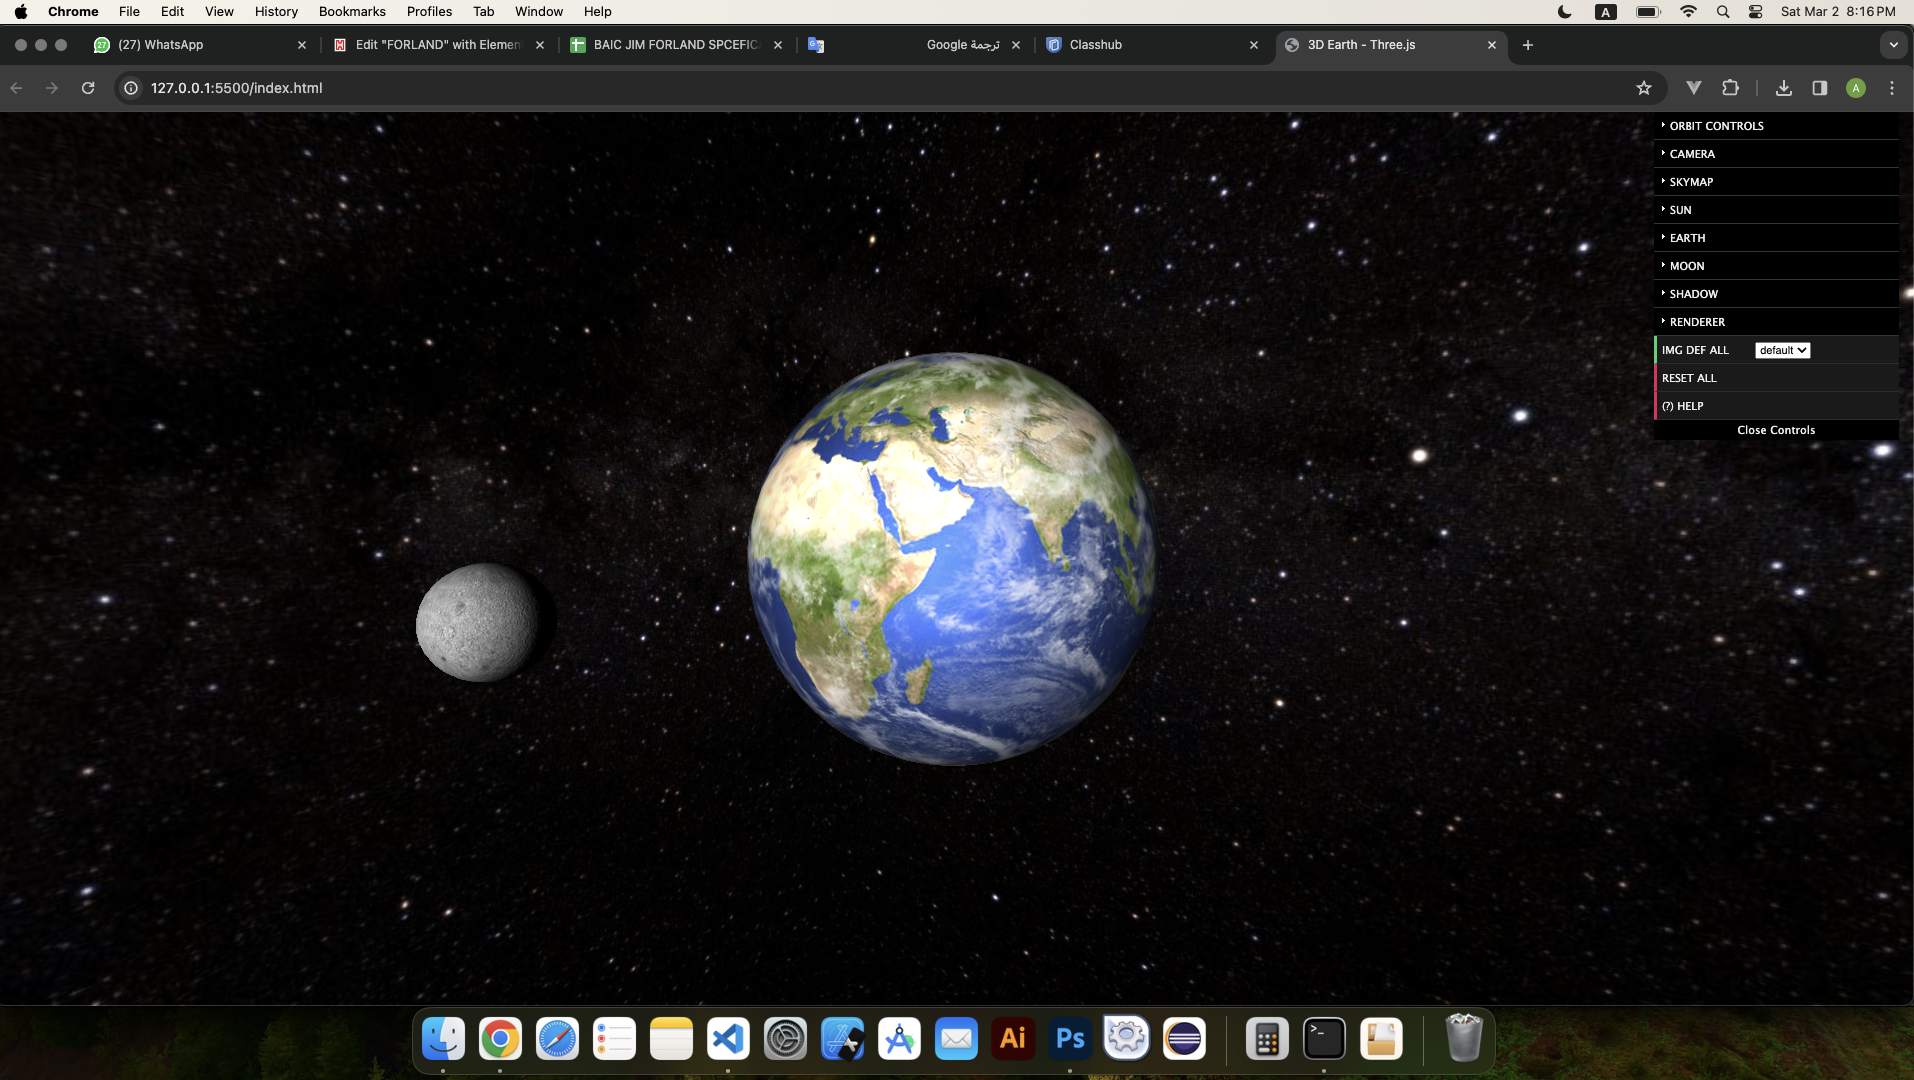 Chrome File Edit View History Bookmarks Profiles Tab Window Help A Sat Mar 2 8:16 PM
27 (27) WhatsApp Edit "FORLAND" with Elemen BAIC JIM FORLAND SPCEFIC ترجمة Google Classhub 3D Earth - Three.js
127.0.0.1:5500/index.html A
ORBIT CONTROLS
CAMERA
SKYMAP
SUN
EARTH
MOON
SHADOW
RENDERER
IMG DEF ALL default
RESET ALL
(?) HELP
Close Controls
Ai Ps